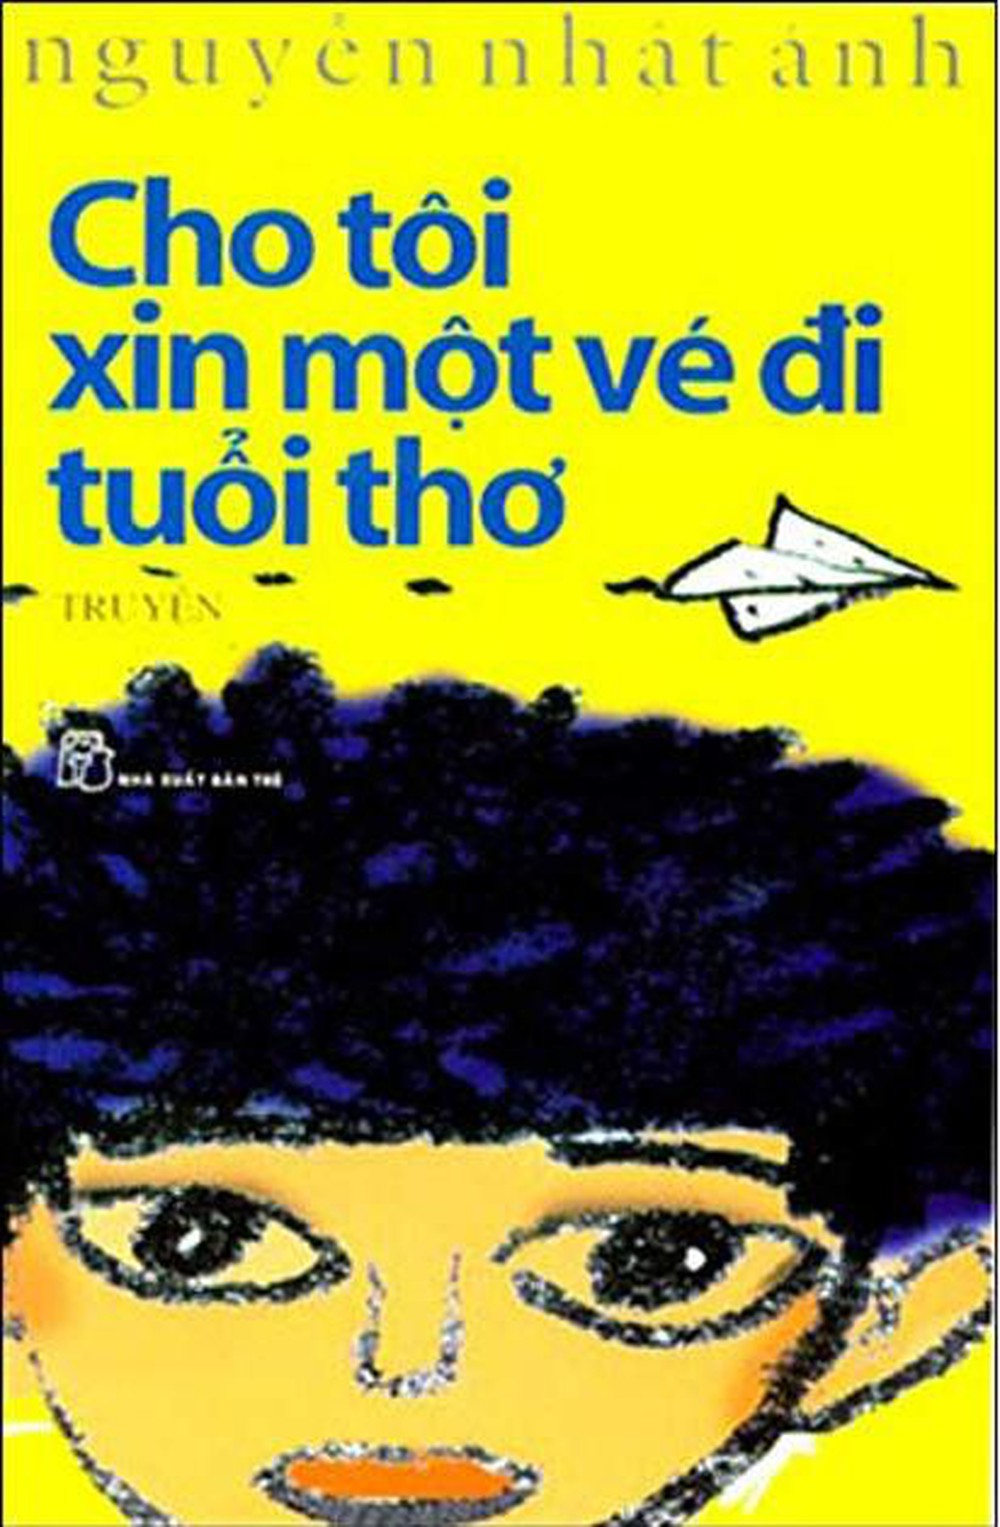 nguyễn nhật ánh
Cho tôi
xin một vé đi
tuổi thơ
TRUYỆN
NHÀ XUẤT BẢN TRẺ